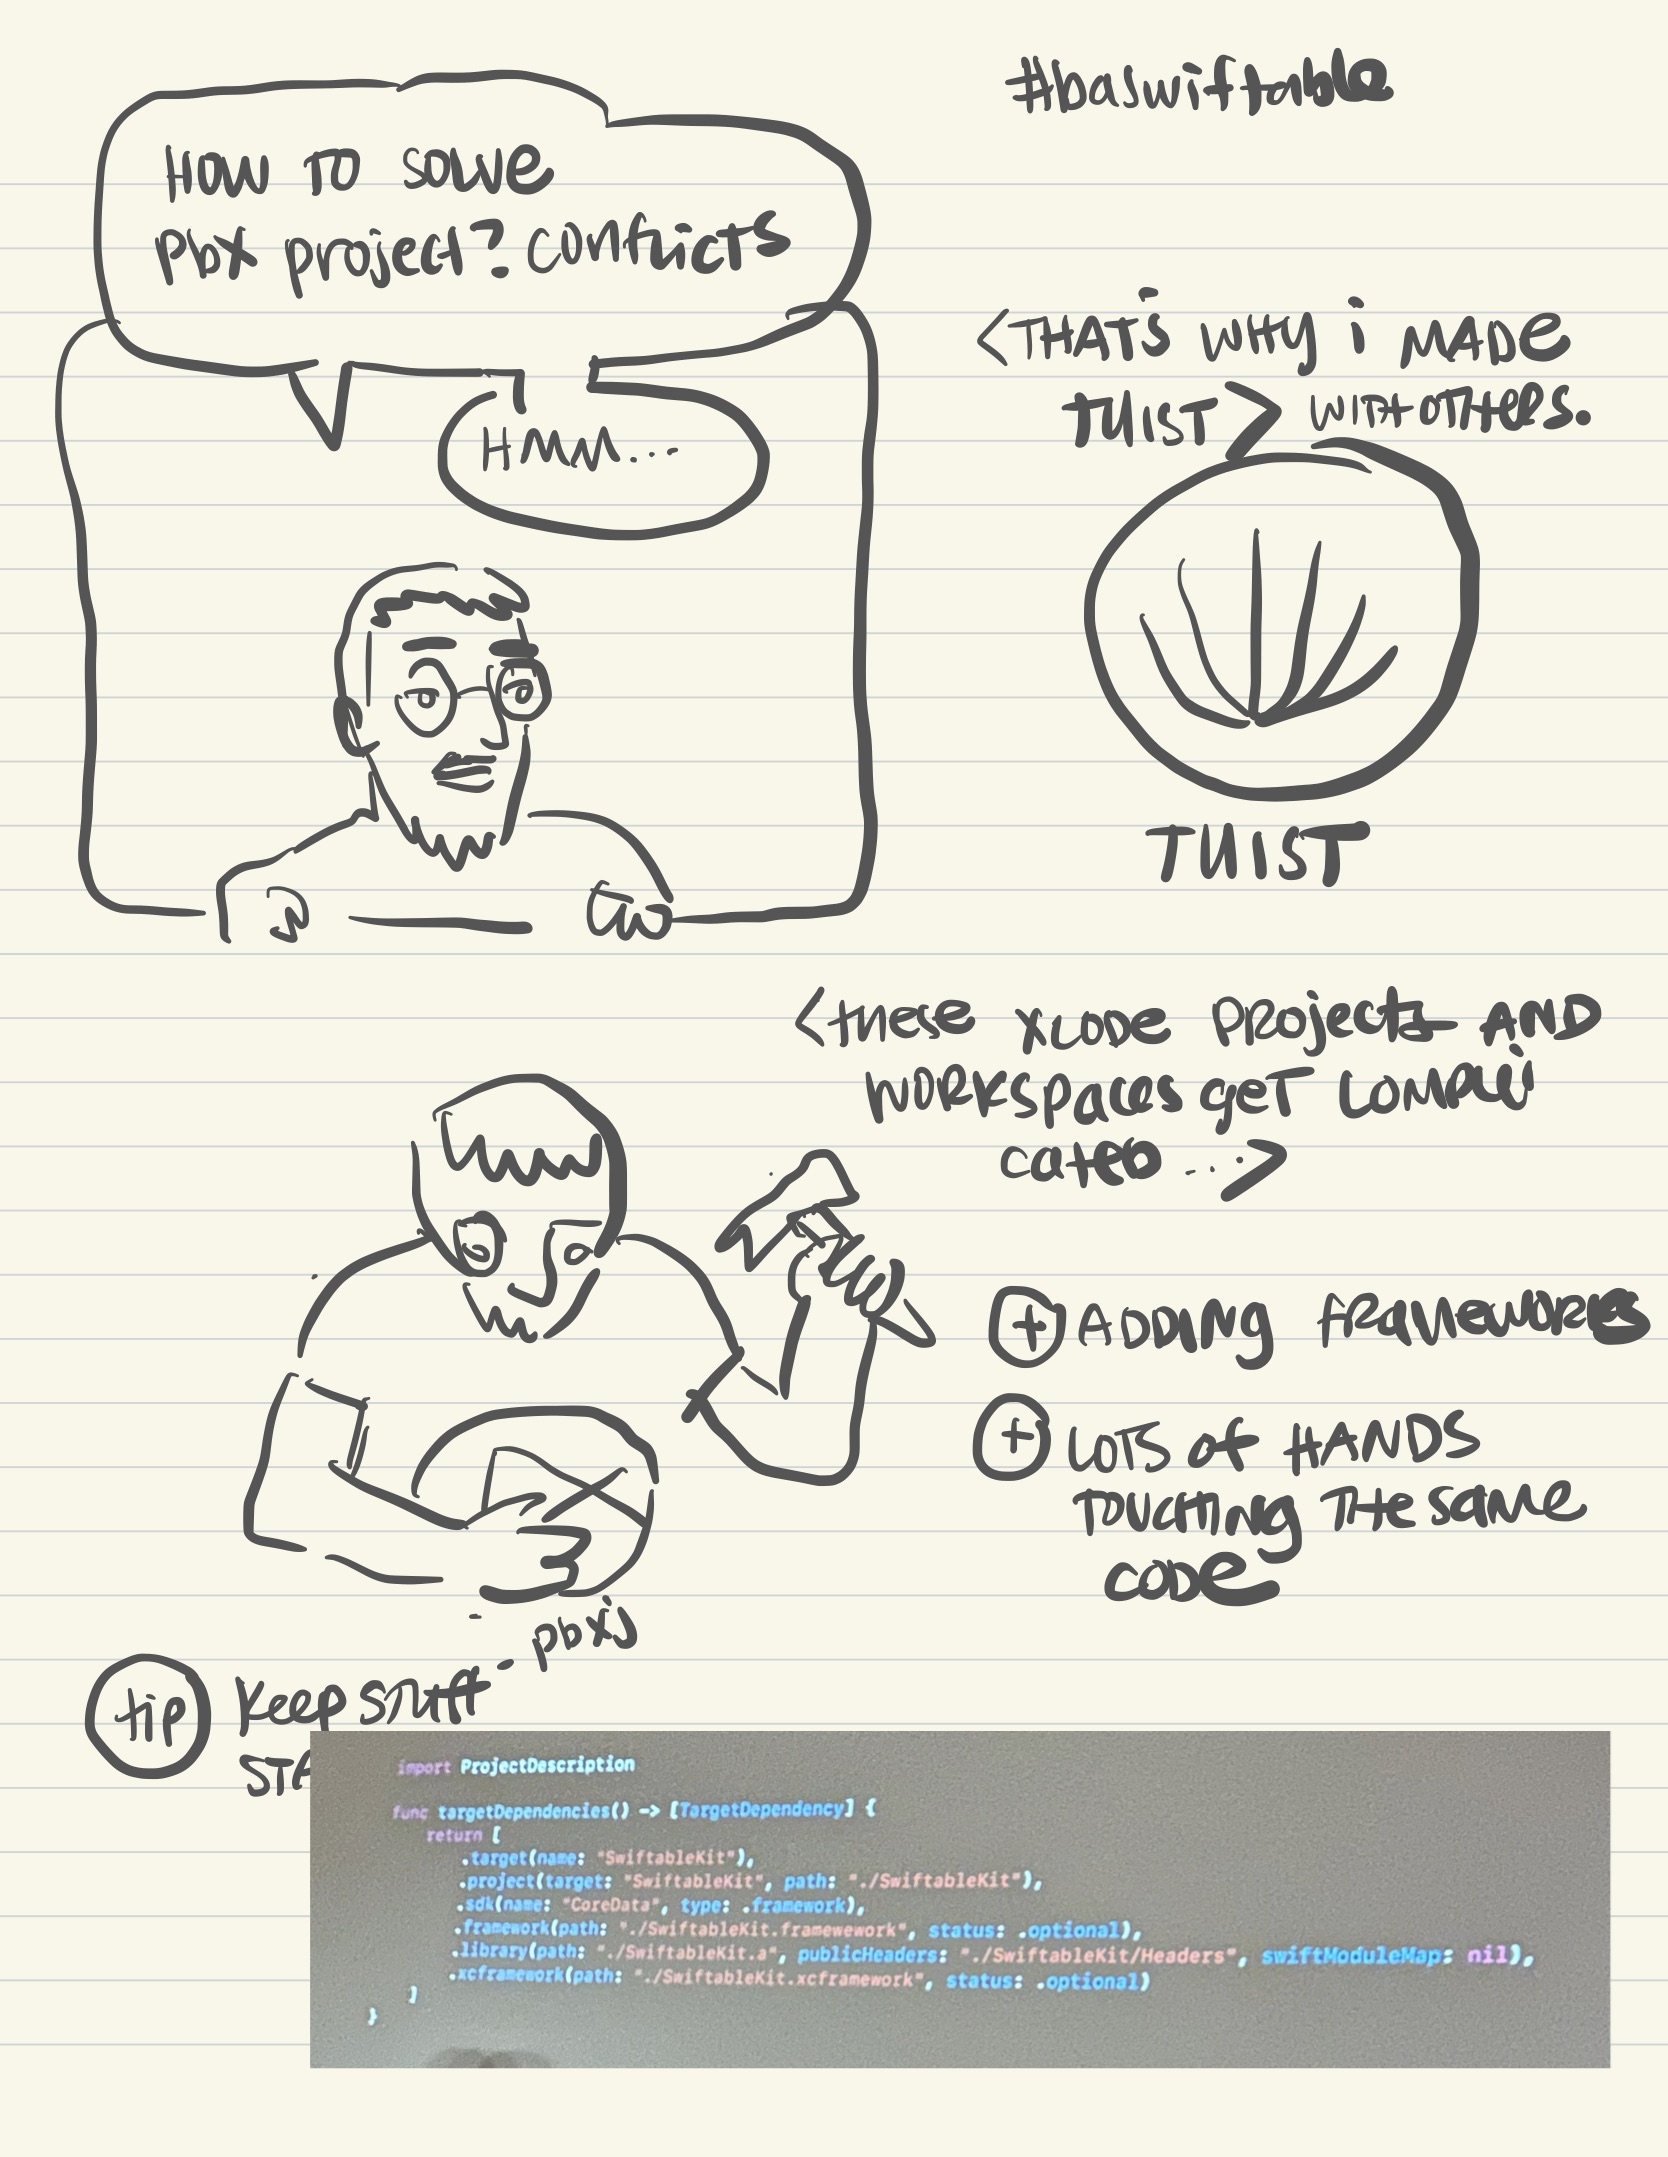 #baswiftable
HOW TO SOLVE
pbx project? conflicts
HMM...
<THAT'S WHY i MADE
TUIST> WITH OTHERS.
TUIST
<these XCODE PROJECTS AND
WORKSPACES GET COMPLI
CATED ...>
+ ADDING FRAMEWORKS
+ LOTS OF HANDS
TOUCHING THE SAME
CODE
pbx's
tip Keep STUFF
STA
import ProjectDescription
func targetDependencies() -> [TargetDependency] {
return [
.target(name: "SwiftableKit"),
.project(target: "SwiftableKit", path: "./SwiftableKit"),
.sdk(name: "CoreData", type: .framework),
.framework(path: "./SwiftableKit.framewework", status: .optional),
.library(path: "./SwiftableKit.a", publicHeaders: "./SwiftableKit/Headers", swiftModuleMap: nil),
.xcframework(path: "./SwiftableKit.xcframework", status: .optional)
]
}